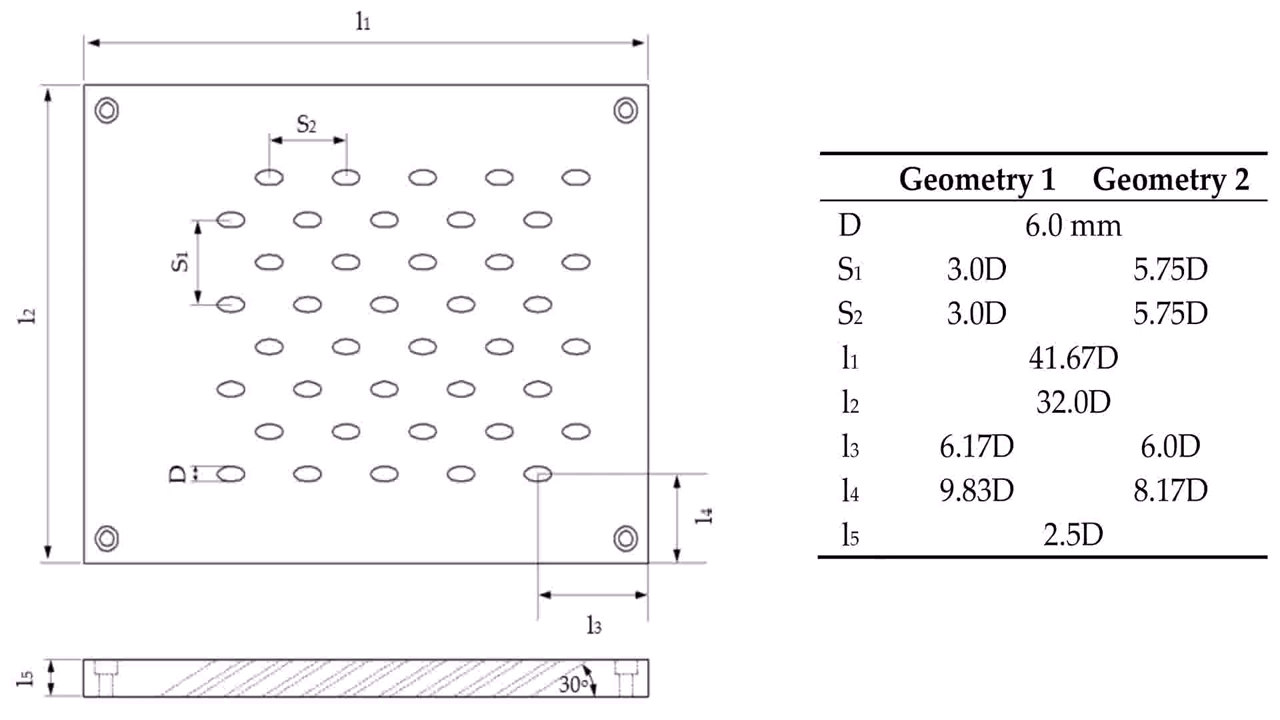 l1
S2
S1
l2
D
l4
l3
l5
30°
Geometry 1 Geometry 2
D 6.0 mm
S1 3.0D 5.75D
S2 3.0D 5.75D
l1 41.67D
l2 32.0D
l3 6.17D 6.0D
l4 9.83D 8.17D
l5 2.5D